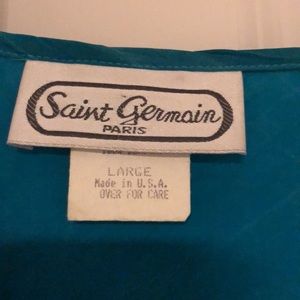 Saint Germain
PARIS
LARGE
Made in U.S.A.
OVER FOR CARE